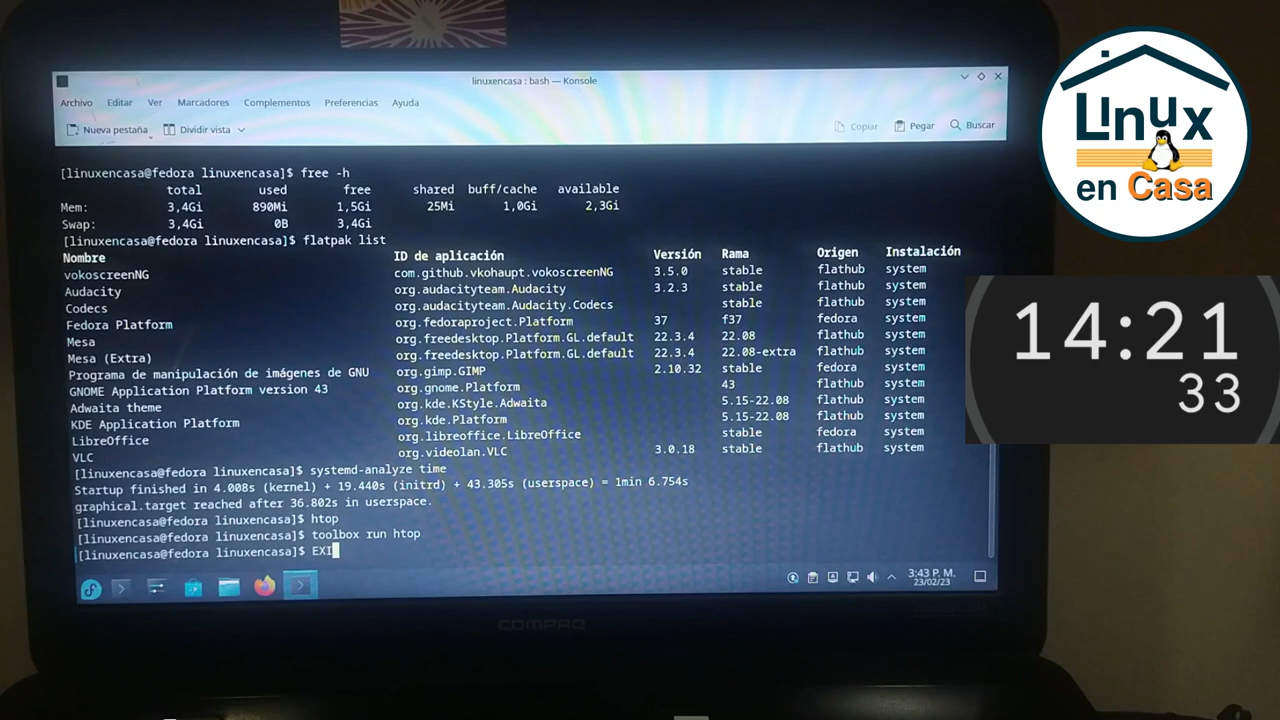 linuxencasa : bash — Konsole
Archivo Editar Ver Marcadores Complementos Preferencias Ayuda
Nueva pestaña Dividir vista Copiar Pegar Buscar
[linuxencasa@fedora linuxencasa]$ free -h
total used free shared buff/cache available
Mem: 3,4Gi 890Mi 1,5Gi 25Mi 1,0Gi 2,3Gi
Swap: 3,4Gi 0B 3,4Gi
[linuxencasa@fedora linuxencasa]$ flatpak list
Nombre ID de aplicación Versión Rama Origen Instalación
vokoscreenNG com.github.vkohaupt.vokoscreenNG 3.5.0 stable flathub system
Audacity org.audacityteam.Audacity 3.2.3 stable flathub system
Codecs org.audacityteam.Audacity.Codecs stable flathub system
Fedora Platform org.fedoraproject.Platform 37 f37 fedora system
Mesa org.freedesktop.Platform.GL.default 22.3.4 22.08 flathub system
Mesa (Extra) org.freedesktop.Platform.GL.default 22.3.4 22.08-extra flathub system
Programa de manipulación de imágenes de GNU org.gimp.GIMP 2.10.32 stable fedora system
GNOME Application Platform version 43 org.gnome.Platform 43 flathub system
Adwaita theme org.kde.KStyle.Adwaita 5.15-22.08 flathub system
KDE Application Platform org.kde.Platform 5.15-22.08 flathub system
LibreOffice org.libreoffice.LibreOffice stable fedora system
VLC org.videolan.VLC 3.0.18 stable flathub system
[linuxencasa@fedora linuxencasa]$ systemd-analyze time
Startup finished in 4.008s (kernel) + 19.440s (initrd) + 43.305s (userspace) = 1min 6.754s
graphical.target reached after 36.802s in userspace.
[linuxencasa@fedora linuxencasa]$ htop
[linuxencasa@fedora linuxencasa]$ toolbox run htop
[linuxencasa@fedora linuxencasa]$ EXI
3:43 P. M.
23/02/23
COMPAQ
LInux
en Casa
14:21
33